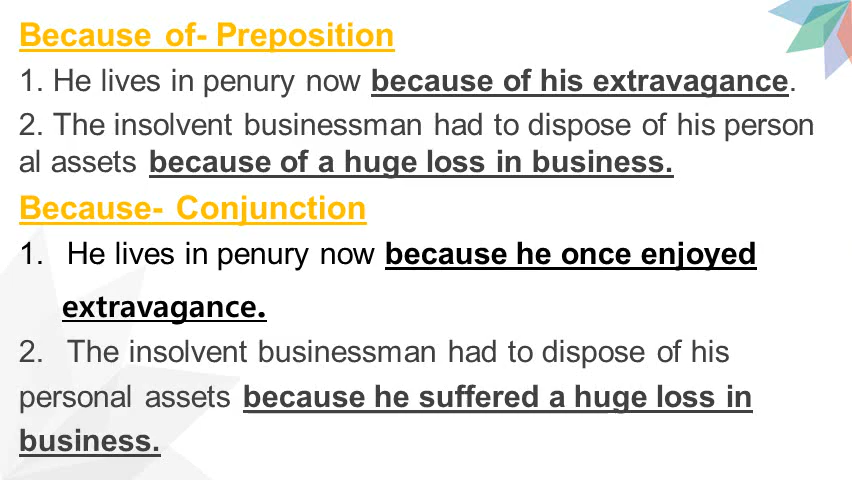 Because of- Preposition
1. He lives in penury now because of his extravagance.
2. The insolvent businessman had to dispose of his person
al assets because of a huge loss in business.
Because- Conjunction
1. He lives in penury now because he once enjoyed
extravagance.
2. The insolvent businessman had to dispose of his
personal assets because he suffered a huge loss in
business.